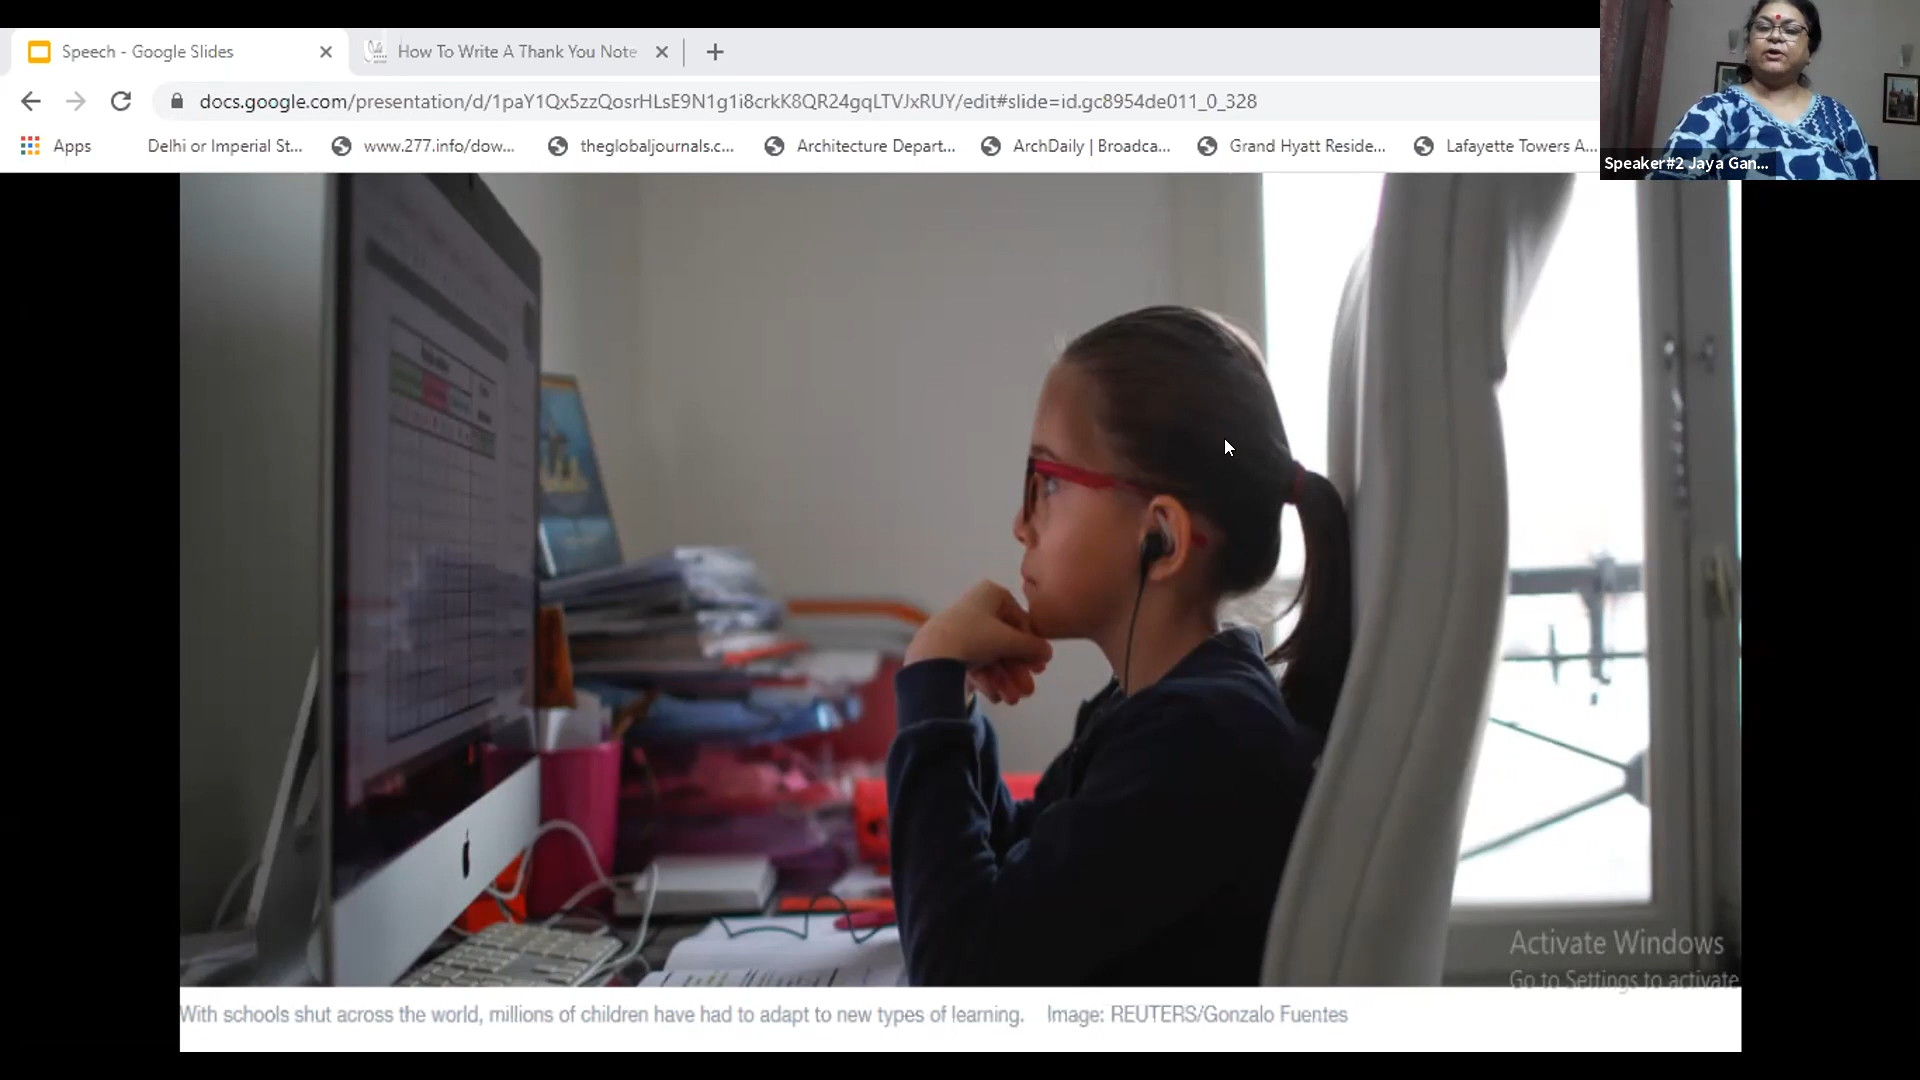 Speech - Google Slides
How To Write A Thank You Note
docs.google.com/presentation/d/1paY1Qx5zzQosrHLsE9N1g1i8crkK8QR24gqLTVJxRUY/edit#slide=id.gc8954de011_0_328
Apps
Delhi or Imperial St...
www.277.info/dow...
theglobaljournals.c...
Architecture Depart...
ArchDaily | Broadca...
Grand Hyatt Reside...
Lafayette Towers A...
Speaker#2 Jaya Gan...
Activate Windows
Go to Settings to activate
With schools shut across the world, millions of children have had to adapt to new types of learning. Image: REUTERS/Gonzalo Fuentes